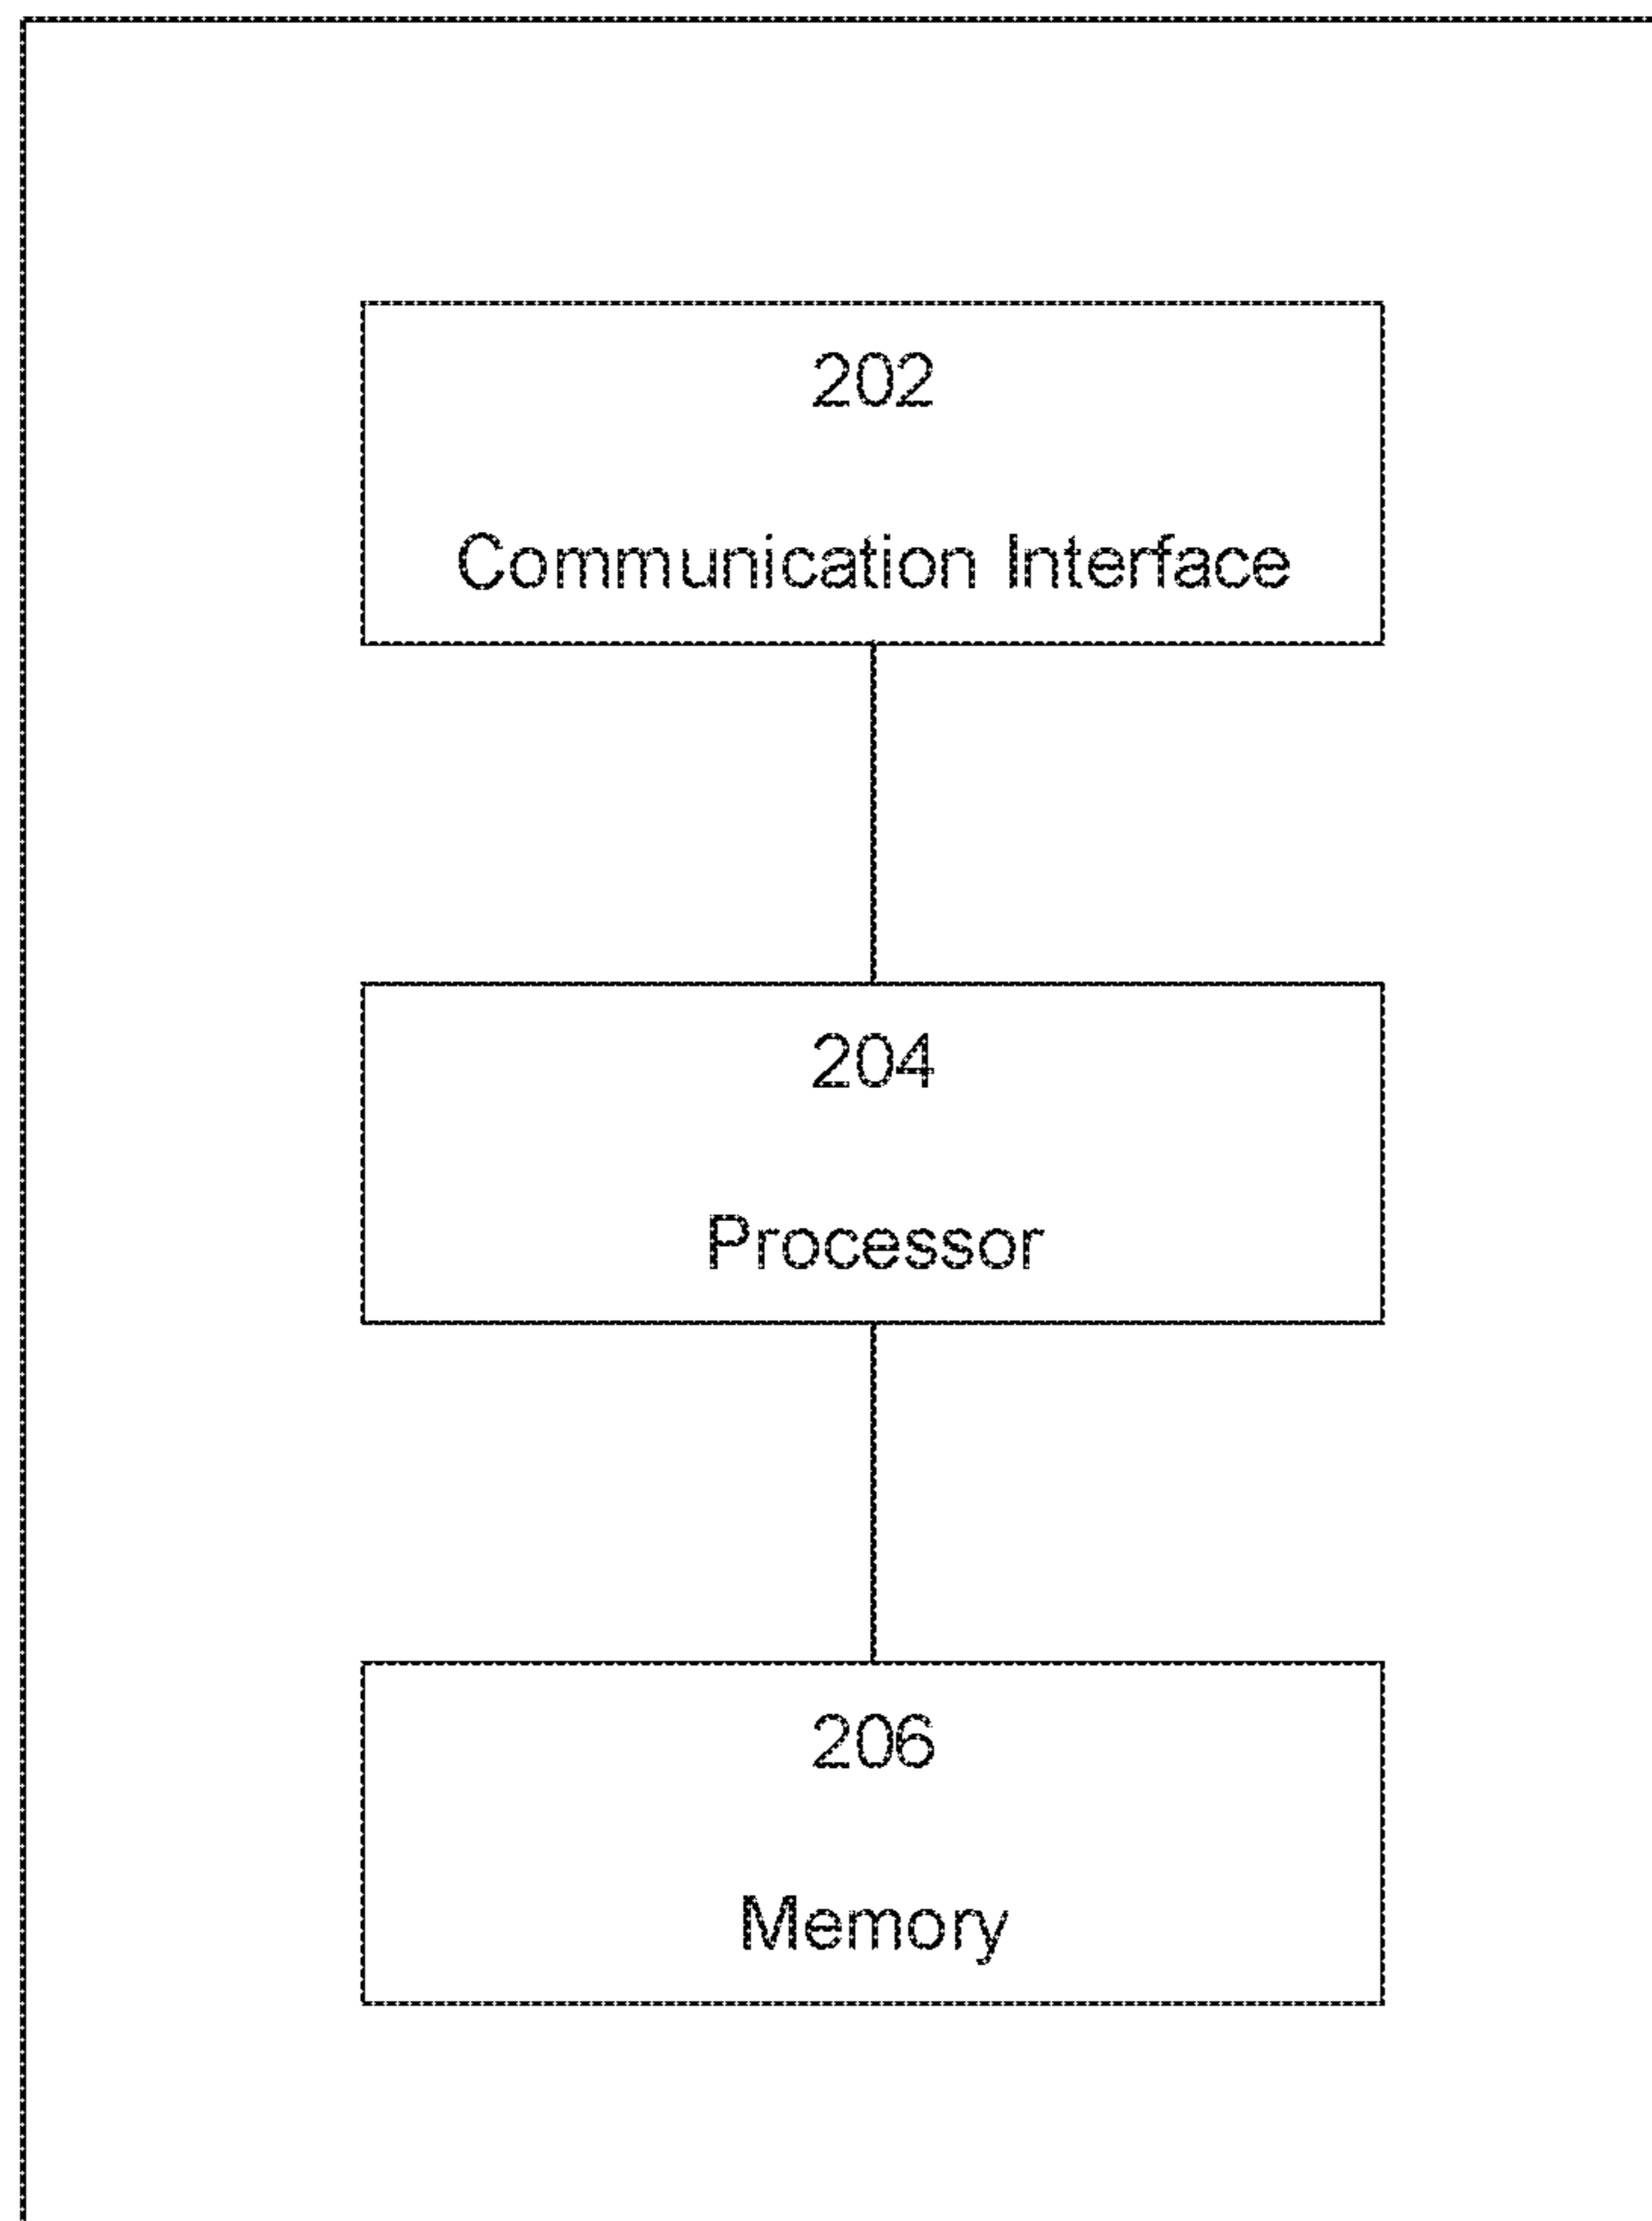 202
Communication Interface
204
Processor
206
Memory